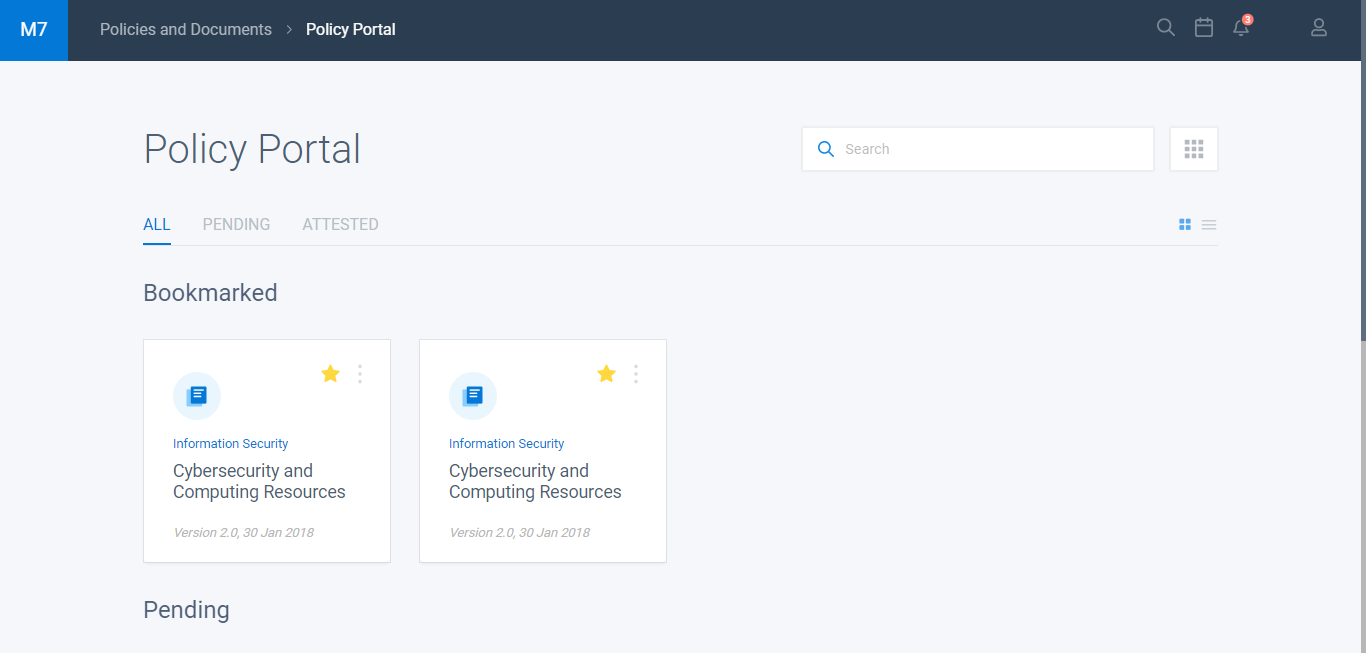 M7
Policies and Documents > Policy Portal
3
Policy Portal
Search
ALL PENDING ATTESTED
Bookmarked
Information Security
Cybersecurity and
Computing Resources
Version 2.0, 30 Jan 2018
Information Security
Cybersecurity and
Computing Resources
Version 2.0, 30 Jan 2018
Pending